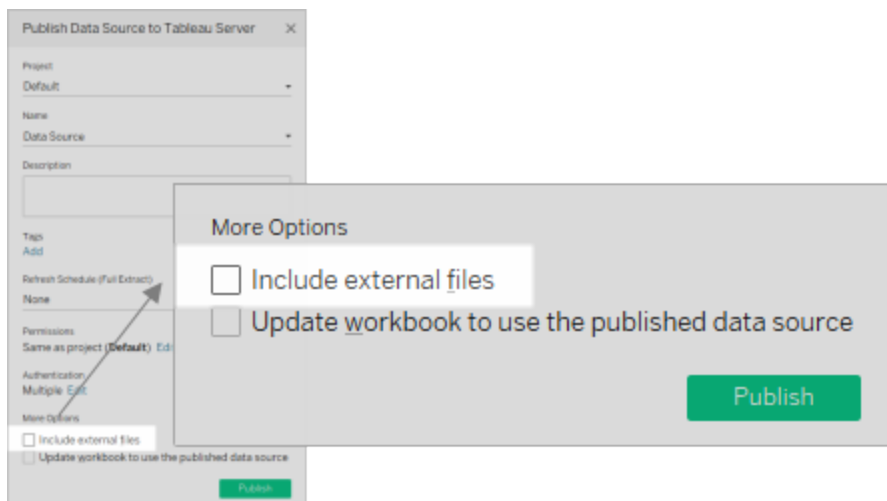 Publish Data Source to Tableau Server
Project
Default
Name
Data Source
Description
Tags
Add
Refresh Schedule (Full Extract)
None
Permissions
Same as project (Default) Edi
Authentication
Multiple Edit
More Options
Include external files
Update workbook to use the published data source
Publish
More Options
Include external files
Update workbook to use the published data source
Publish